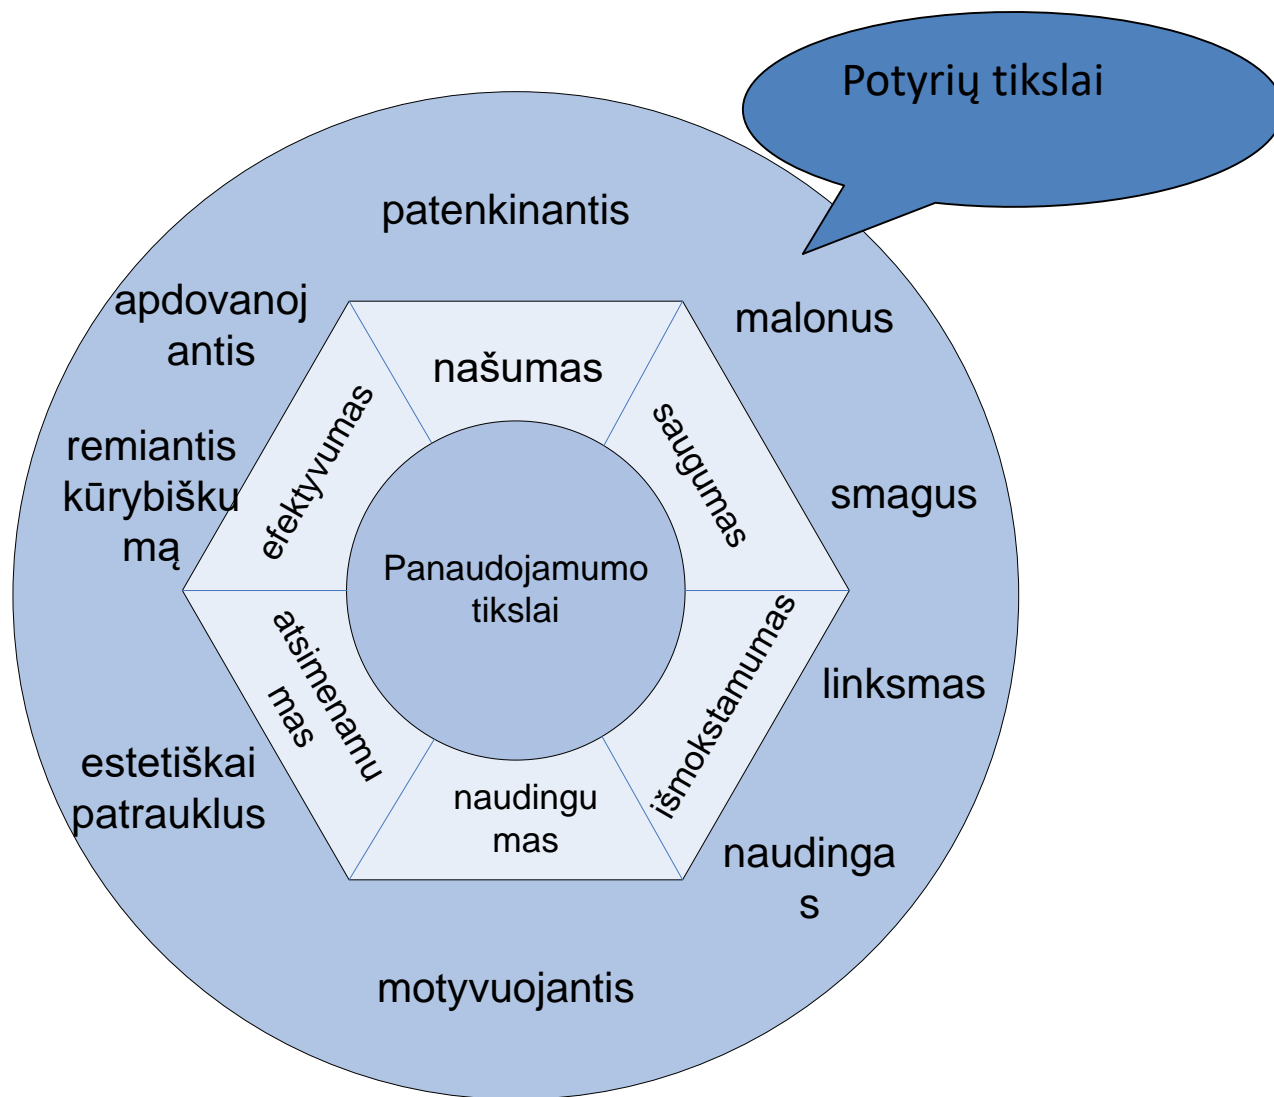 Potyrių tikslai
patenkinantis
apdovanoj
antis
malonus
našumas
efektyvumas
saugumas
remiantis
kūrybišku
mą
smagus
Panaudojamumo
tikslai
atsimenamu
mas
išmokstamumas
linksmas
estetiškai
patrauklus
naudingu
mas
naudinga
s
motyvuojantis